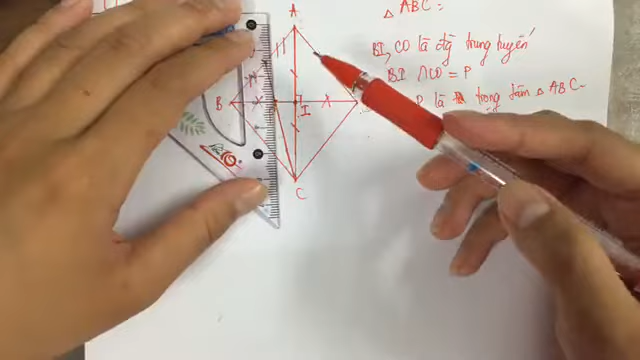 △ ABC:
BI, CO là đg trung tuyến
BI ∩ CO = P
P là trọng tâm △ ABC
A
B
I
C